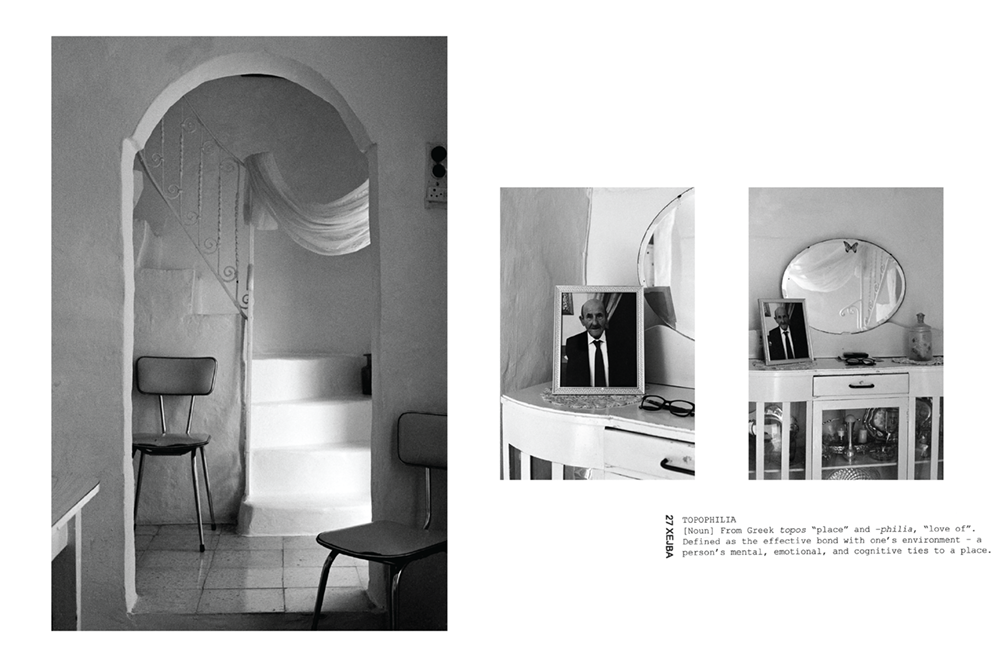 27 XEJBA
TOPOPHILIA
[Noun] From Greek topos “place” and -philia, “love of”.
Defined as the effective bond with one’s environment – a
person’s mental, emotional, and cognitive ties to a place.